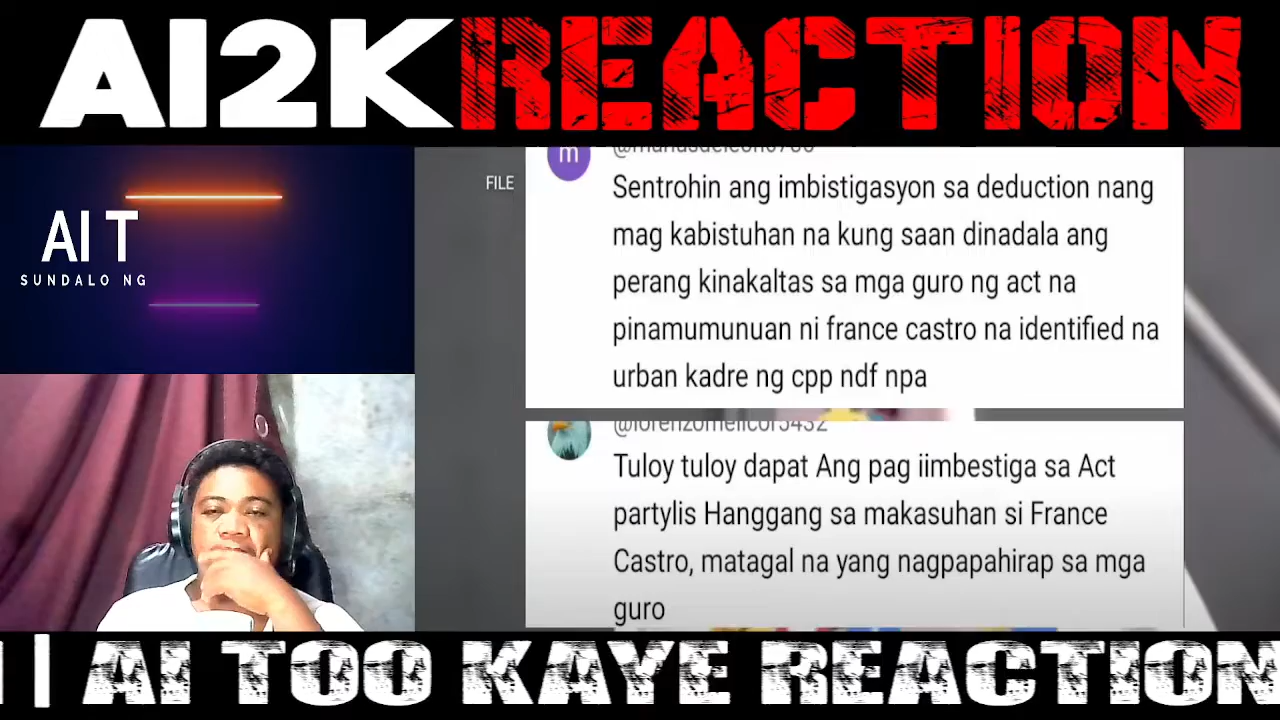 AI2KREACTION
FILE
AI T
SUNDALO NG
m
Sentrohin ang imbistigasyon sa deduction nang
mag kabistuhan na kung saan dinadala ang
perang kinakaltas sa mga guro ng act na
pinamumunuan ni france castro na identified na
urban kadre ng cpp ndf npa
Tuloy tuloy dapat Ang pag iimbestiga sa Act
partylis Hanggang sa makasuhan si France
Castro, matagal na yang nagpapahirap sa mga
guro
| AI TOO KAYE REACTION